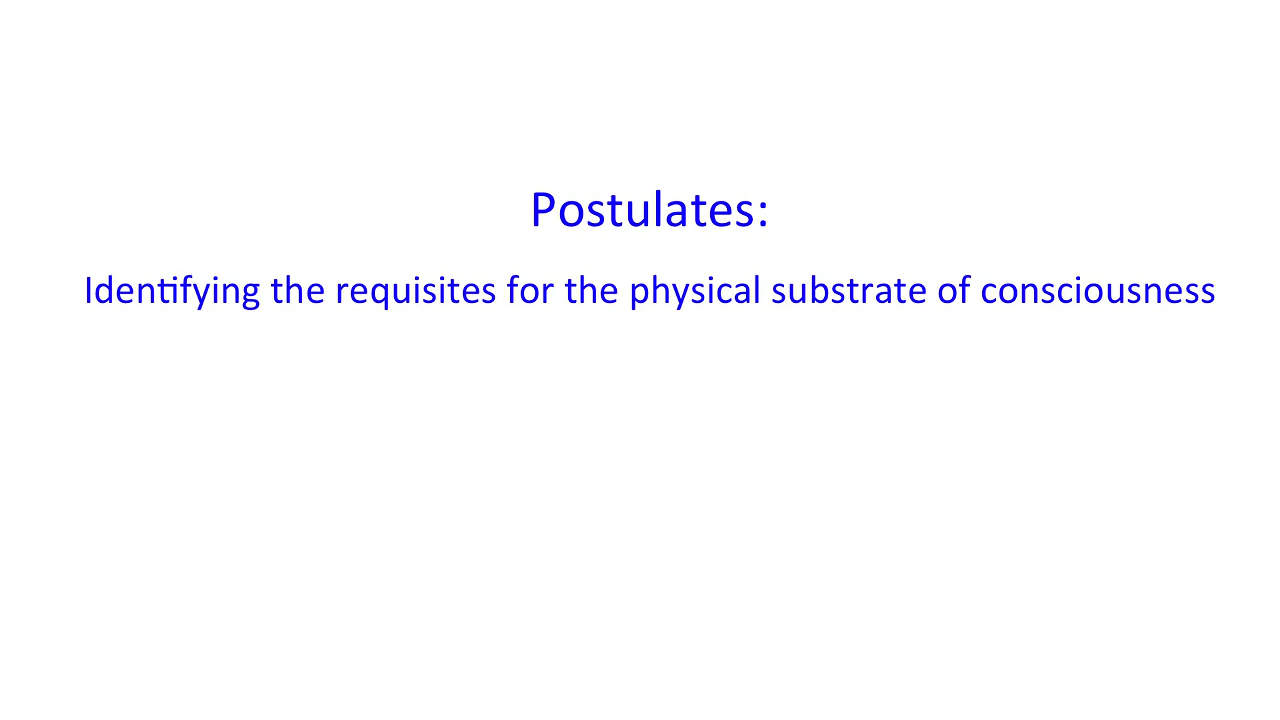 Postulates:
Identifying the requisites for the physical substrate of consciousness